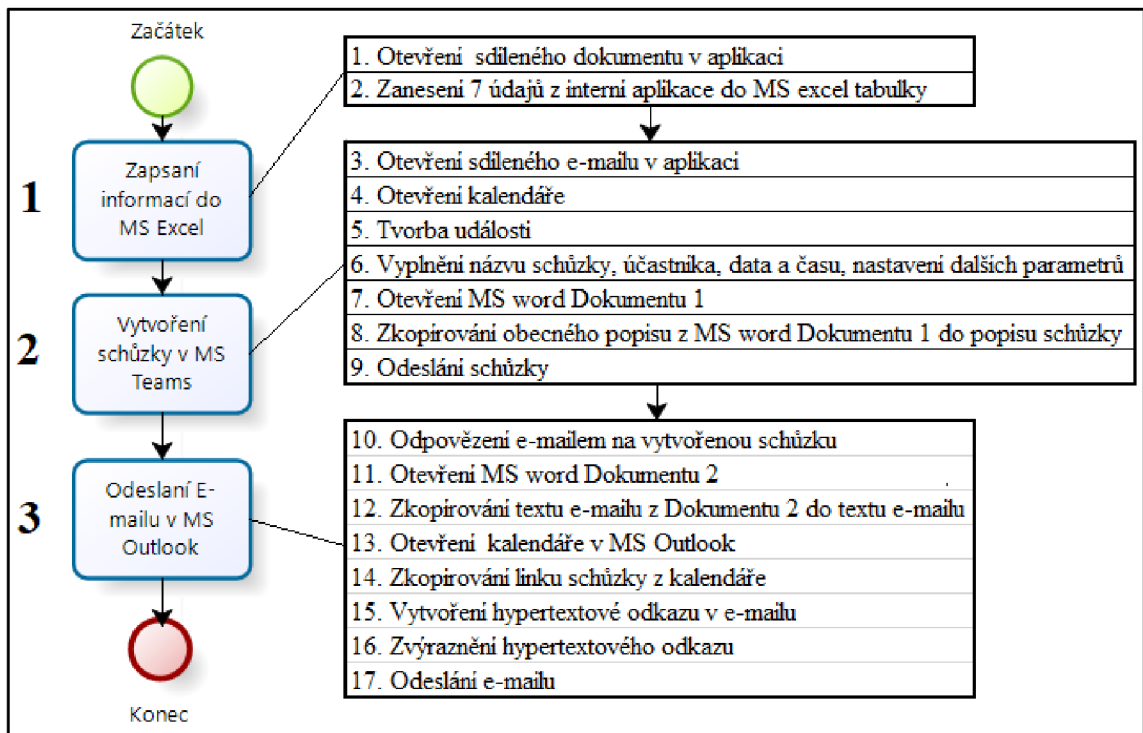 Začátek
1
Zapsaní
informací do
MS Excel
2
Vytvoření
schůzky v MS
Teams
3
Odeslaní E-
mailu v MS
Outlook
Konec
1. Otevření sdíleného dokumentu v aplikaci
2. Zanesení 7 údajů z interní aplikace do MS excel tabulky
3. Otevření sdíleného e-mailu v aplikaci
4. Otevření kalendáře
5. Tvorba události
6. Vyplnění názvu schůzky, účastníka, data a času, nastavení dalších parametrů
7. Otevření MS word Dokumentu 1
8. Zkopírování obecného popisu z MS word Dokumentu 1 do popisu schůzky
9. Odeslání schůzky
10. Odpovězení e-mailem na vytvořenou schůzku
11. Otevření MS word Dokumentu 2
12. Zkopírování textu e-mailu z Dokumentu 2 do textu e-mailu
13. Otevření kalendáře v MS Outlook
14. Zkopírování linku schůzky z kalendáře
15. Vytvoření hypertextové odkazu v e-mailu
16. Zvýraznění hypertextového odkazu
17. Odeslání e-mailu